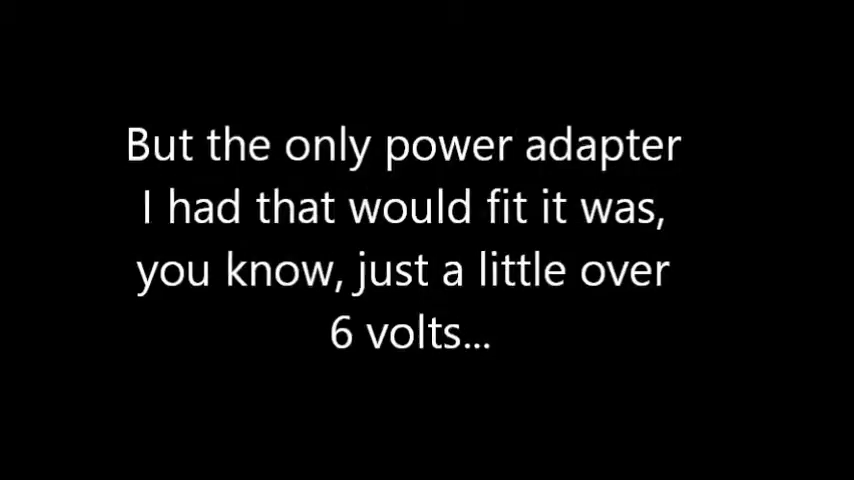 But the only power adapter
I had that would fit it was,
you know, just a little over
6 volts...